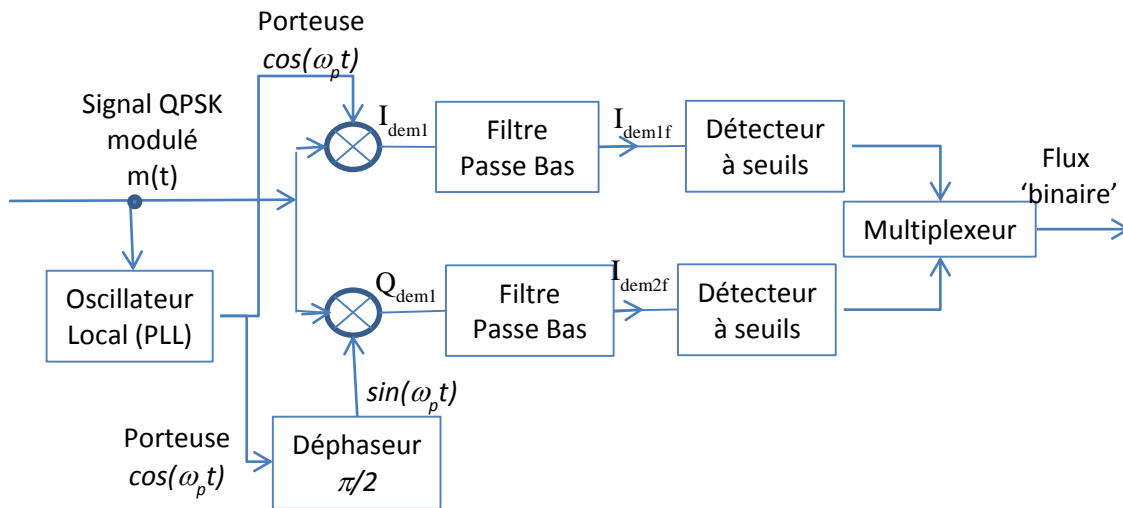 Porteuse
cos(ωpt)
Signal QPSK
modulé
m(t)
Idem1
Filtre
Passe Bas
Idem1f
Détecteur
à seuils
Flux
‘binaire’
Multiplexeur
Oscillateur
Local (PLL)
Qdem1
Filtre
Passe Bas
Idem2f
Détecteur
à seuils
sin(ωpt)
Porteuse
cos(ωpt)
Déphaseur
π/2